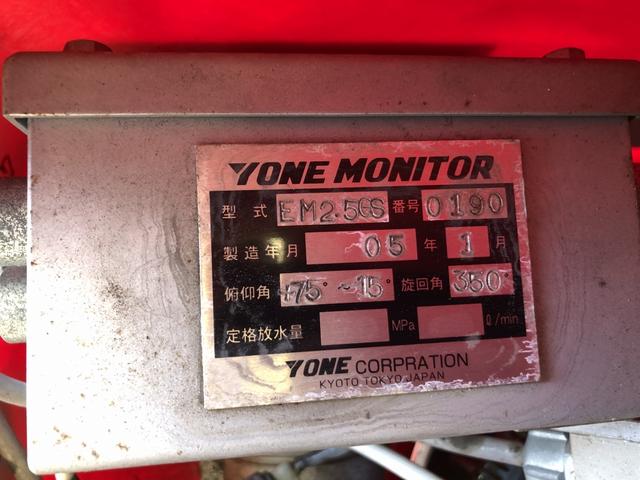 YONE MONITOR
型式 EM2.5GS 番号 0190
製造年月 05 年 1 月
俯仰角 +75° ~-15° 旋回角 350°
定格放水量 MPa ℓ/min
YONE CORPRATION
KYOTO TOKYO JAPAN